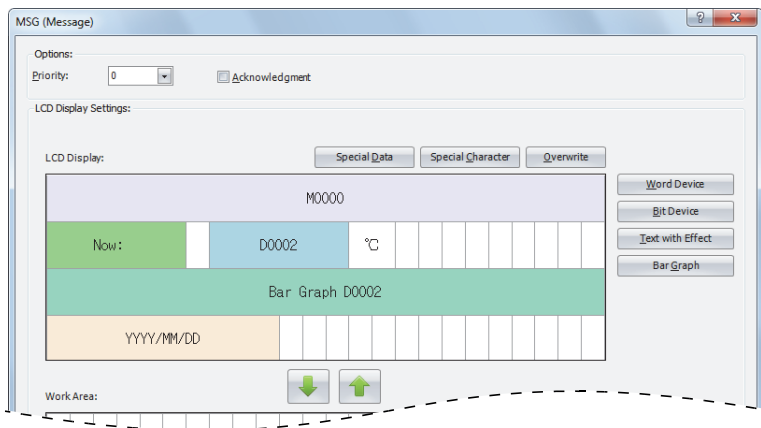 MSG (Message)
Options:
Priority: 0 Acknowledgment
LCD Display Settings:
LCD Display: Special Data Special Character Overwrite
M0000
Now: D0002 ℃
Bar Graph D0002
YYYY/MM/DD
Word Device
Bit Device
Text with Effect
Bar Graph
Work Area: